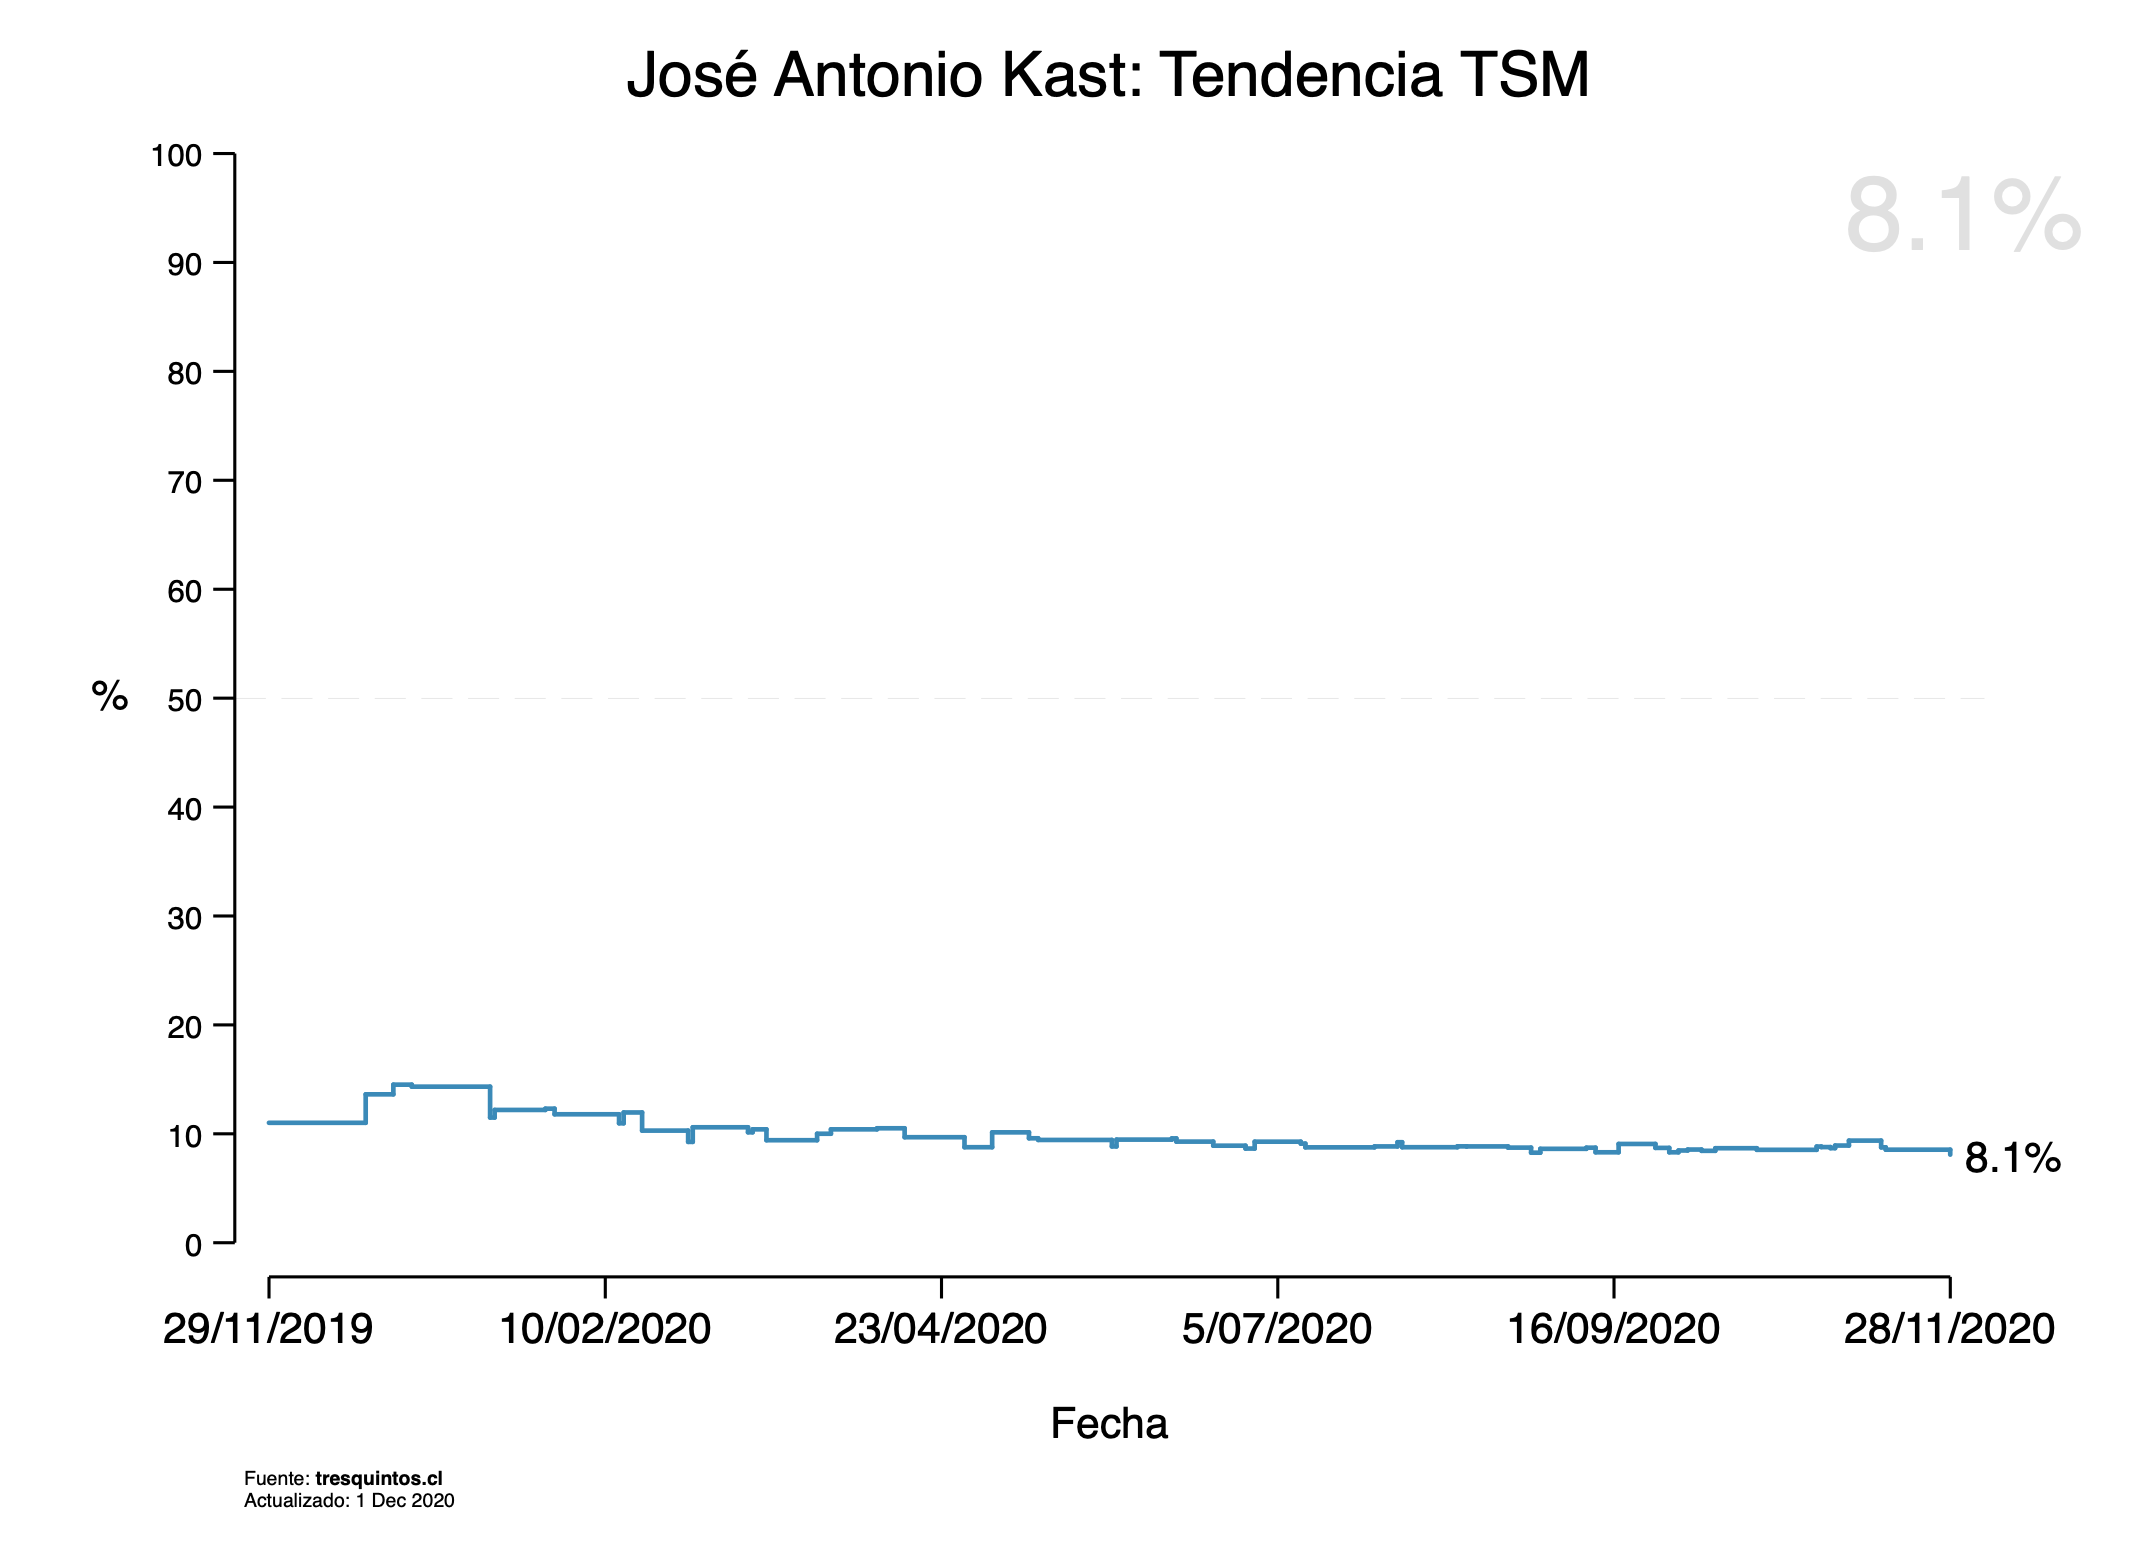 José Antonio Kast: Tendencia TSM
8.1%
100
90
80
70
60
% 50
40
30
20
10
8.1%
0
29/11/2019 10/02/2020 23/04/2020 5/07/2020 16/09/2020 28/11/2020
Fecha
Fuente: tresquintos.cl
Actualizado: 1 Dec 2020